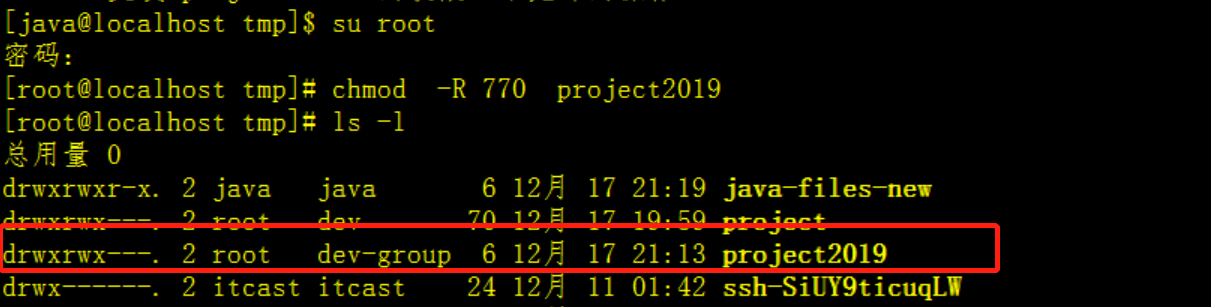 [java@localhost tmp]$ su root
密码：
[root@localhost tmp]# chmod  -R 770  project2019
[root@localhost tmp]# ls -l
总用量 0
drwxrwxr-x. 2 java   java       6 12月 17 21:19 java-files-new
drwxrwx---. 2 root   dev       70 12月 17 19:59 project
drwxrwx---. 2 root   dev-group  6 12月 17 21:13 project2019
drwx------. 2 itcast itcast    24 12月 11 01:42 ssh-SiUY9ticuqLW